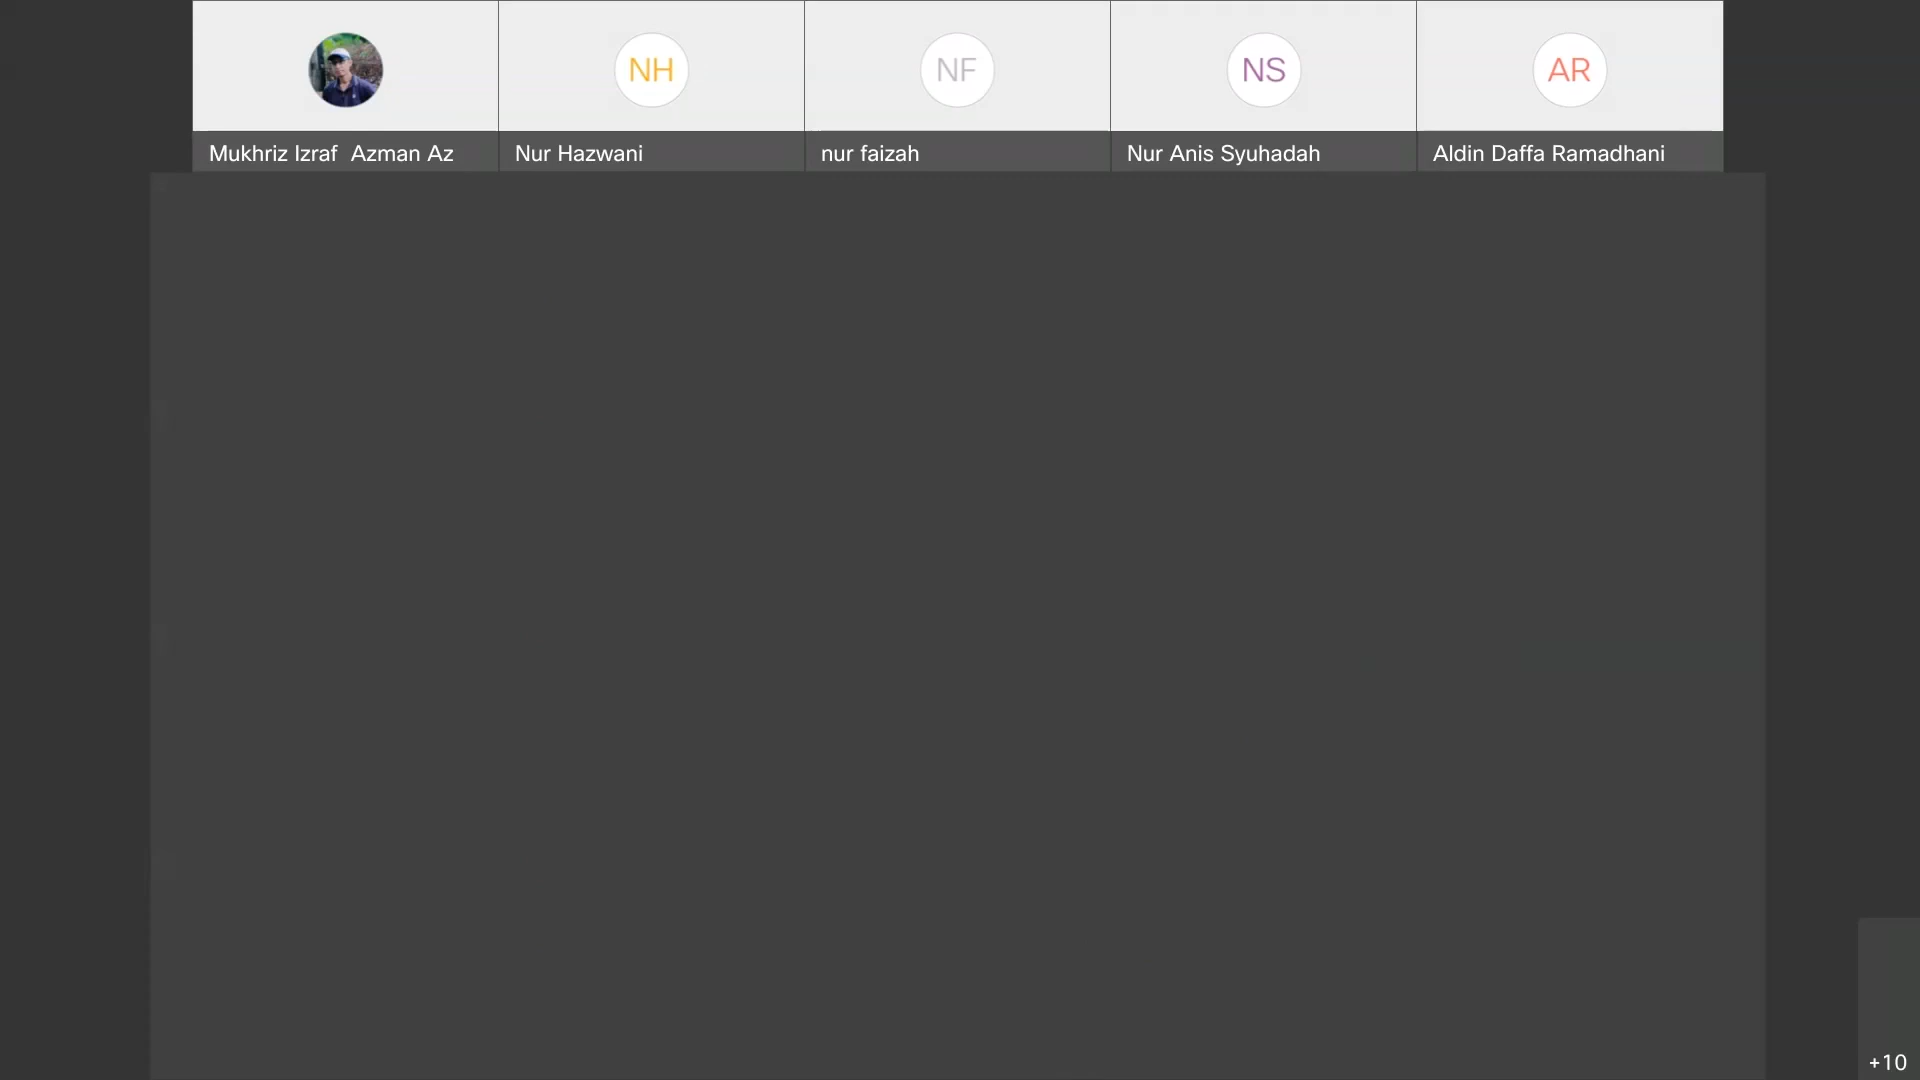 NH
NF
NS
AR
Mukhriz Izraf  Azman Az
Nur Hazwani
nur faizah
Nur Anis Syuhadah
Aldin Daffa Ramadhani
+10